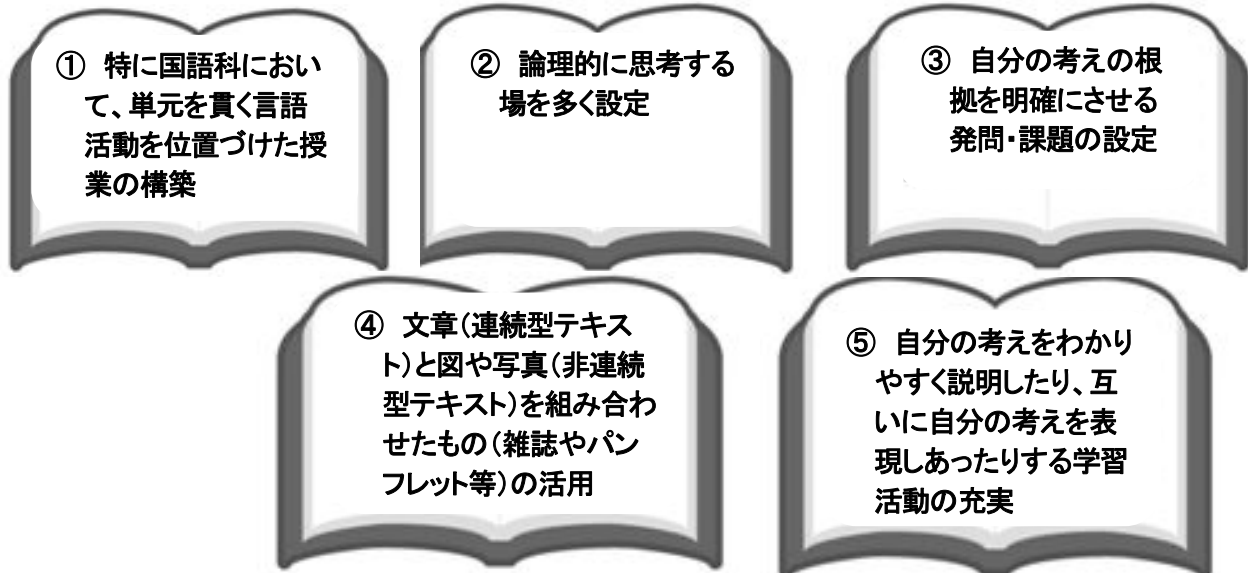 ① 特に国語科におい
て、単元を貫く言語
活動を位置づけた授
業の構築
② 論理的に思考する
場を多く設定
③ 自分の考えの根
拠を明確にさせる
発問・課題の設定
④ 文章(連続型テキス
ト)と図や写真(非連続
型テキスト)を組み合わ
せたもの(雑誌やパン
フレット等)の活用
⑤ 自分の考えをわかり
やすく説明したり、互
いに自分の考えを表
現しあったりする学習
活動の充実